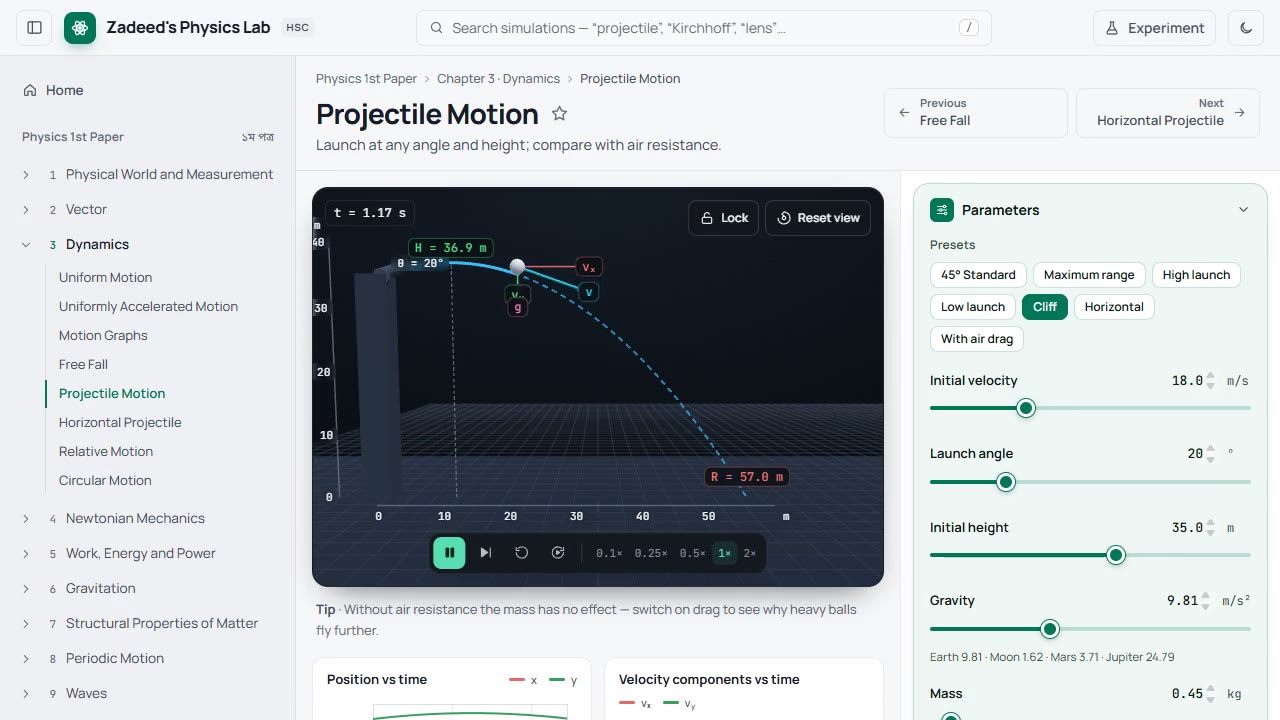 Zadeed's Physics Lab HSC
Search simulations — “projectile”, “Kirchhoff”, “lens”…
/
Experiment
Home
Physics 1st Paper ১ম পত্র
1 Physical World and Measurement
2 Vector
3 Dynamics
Uniform Motion
Uniformly Accelerated Motion
Motion Graphs
Free Fall
Projectile Motion
Horizontal Projectile
Relative Motion
Circular Motion
4 Newtonian Mechanics
5 Work, Energy and Power
6 Gravitation
7 Structural Properties of Matter
8 Periodic Motion
9 Waves
Physics 1st Paper › Chapter 3 · Dynamics › Projectile Motion
Projectile Motion
Launch at any angle and height; compare with air resistance.
Previous
Free Fall
Next
Horizontal Projectile
t = 1.17 s
Lock
Reset view
m
40
30
20
10
0
H = 36.9 m
θ = 20°
vₓ
v
g
R = 57.0 m
0 10 20 30 40 50 m
0.1× 0.25× 0.5× 1× 2×
Tip · Without air resistance the mass has no effect — switch on drag to see why heavy balls
fly further.
Position vs time x y
Velocity components vs time
vₓ vᵧ
Parameters
Presets
45° Standard Maximum range High launch
Low launch Cliff Horizontal
With air drag
Initial velocity 18.0 m/s
Launch angle 20 °
Initial height 35.0 m
Gravity 9.81 m/s²
Earth 9.81 · Moon 1.62 · Mars 3.71 · Jupiter 24.79
Mass 0.45 kg